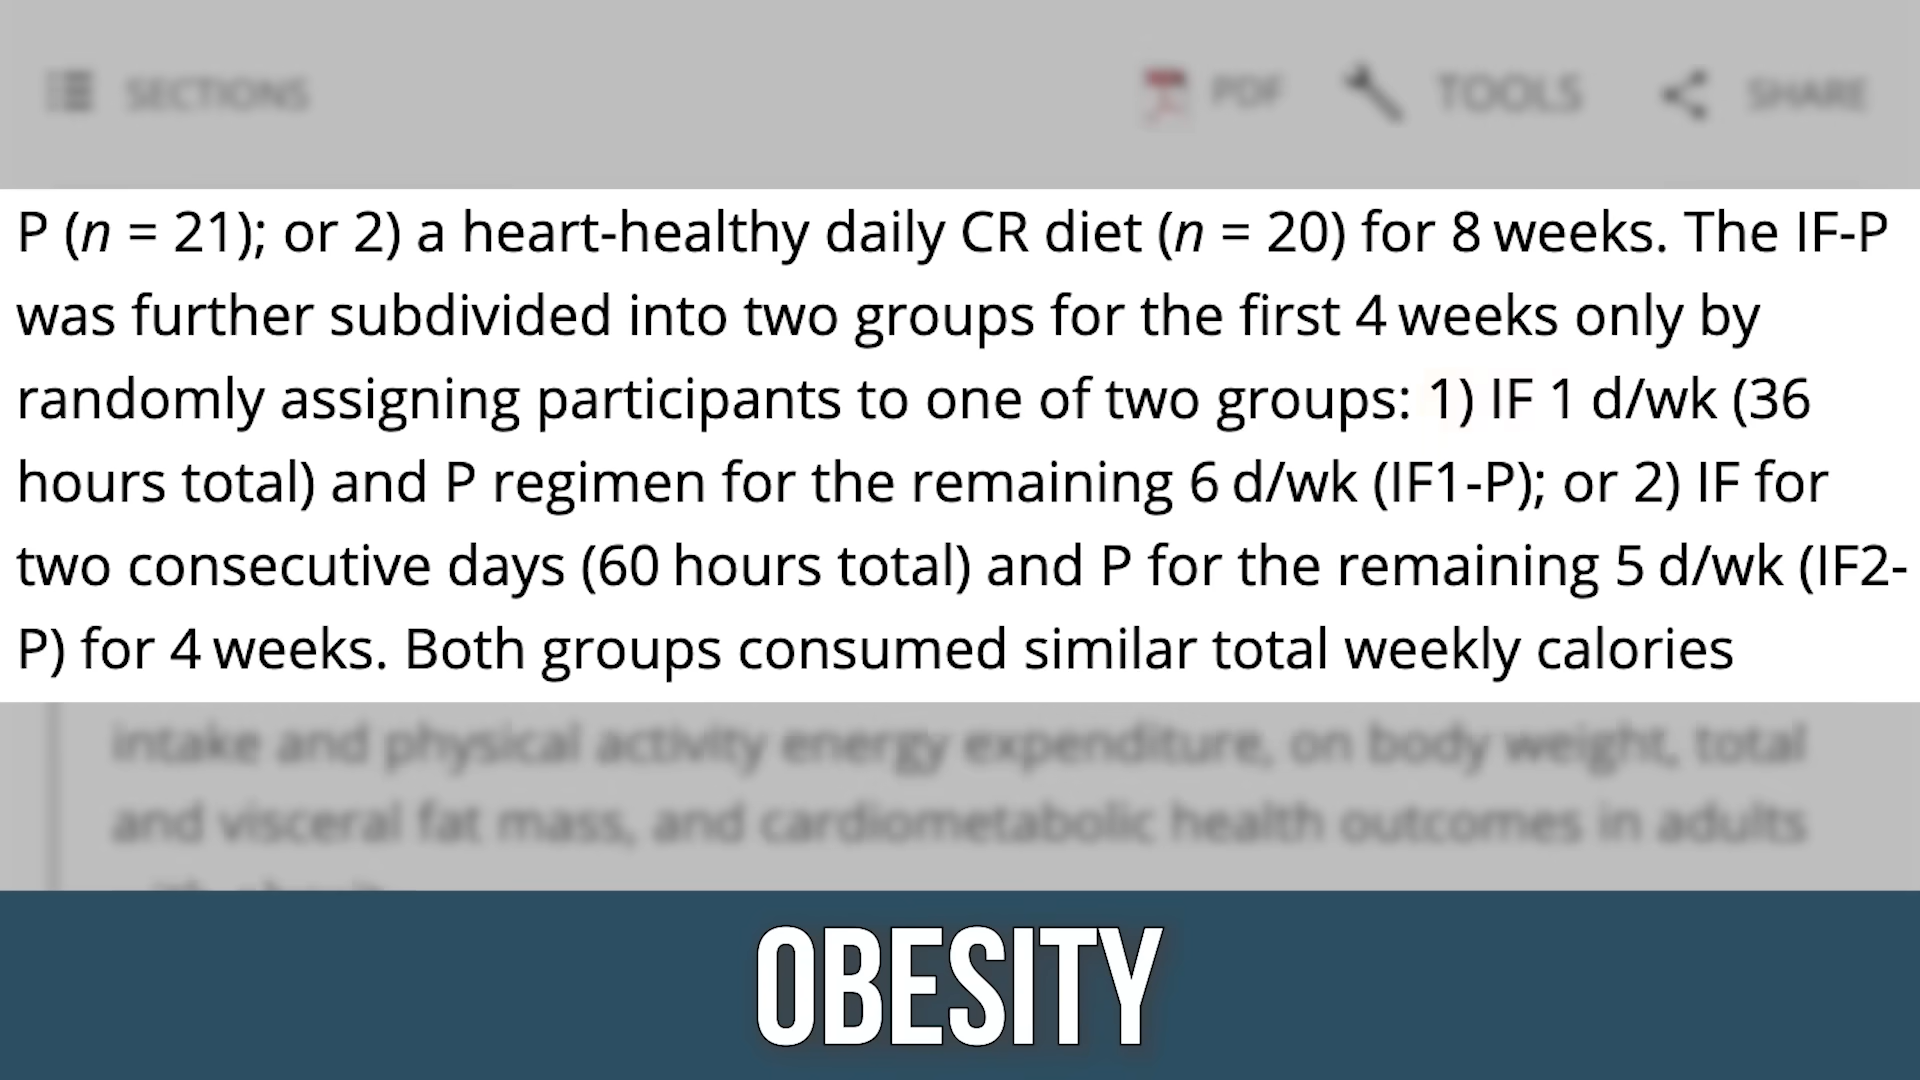 SECTIONS PDF TOOLS SHARE
P (n = 21); or 2) a heart-healthy daily CR diet (n = 20) for 8 weeks. The IF-P
was further subdivided into two groups for the first 4 weeks only by
randomly assigning participants to one of two groups: 1) IF 1 d/wk (36
hours total) and P regimen for the remaining 6 d/wk (IF1-P); or 2) IF for
two consecutive days (60 hours total) and P for the remaining 5 d/wk (IF2-
P) for 4 weeks. Both groups consumed similar total weekly calories
intake and physical activity energy expenditure, on body weight, total
and visceral fat mass, and cardiometabolic health outcomes in adults
OBESITY